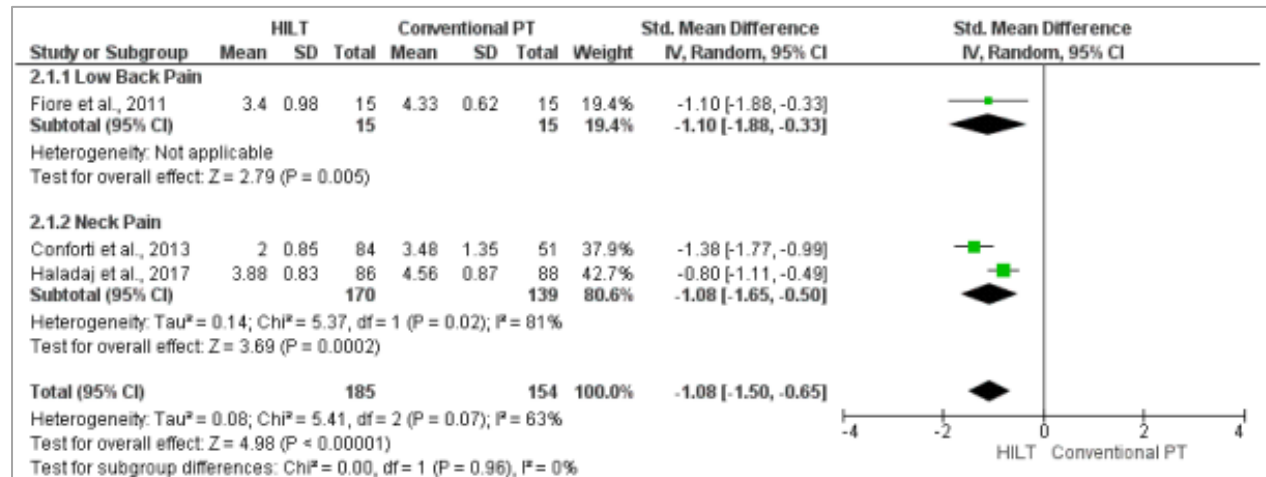 HILT Conventional PT Std. Mean Difference Std. Mean Difference
Study or Subgroup Mean SD Total Mean SD Total Weight IV, Random, 95% CI IV, Random, 95% CI
2.1.1 Low Back Pain
Fiore et al., 2011 3.4 0.98 15 4.33 0.62 15 19.4% -1.10 [-1.88, -0.33]
Subtotal (95% CI) 15 15 19.4% -1.10 [-1.88, -0.33]
Heterogeneity: Not applicable
Test for overall effect: Z = 2.79 (P = 0.005)
2.1.2 Neck Pain
Conforti et al., 2013 2 0.85 84 3.48 1.35 51 37.9% -1.38 [-1.77, -0.99]
Haladaj et al., 2017 3.88 0.83 86 4.56 0.87 88 42.7% -0.80 [-1.11, -0.49]
Subtotal (95% CI) 170 139 80.6% -1.08 [-1.65, -0.50]
Heterogeneity: Tau² = 0.14; Chi² = 5.37, df = 1 (P = 0.02); I² = 81%
Test for overall effect: Z = 3.69 (P = 0.0002)
Total (95% CI) 185 154 100.0% -1.08 [-1.50, -0.65]
Heterogeneity: Tau² = 0.08; Chi² = 5.41, df = 2 (P = 0.07); I² = 63%
Test for overall effect: Z = 4.98 (P < 0.00001)
Test for subgroup differences: Chi² = 0.00, df = 1 (P = 0.96), I² = 0%
-4 -2 0 2 4
HILT Conventional PT